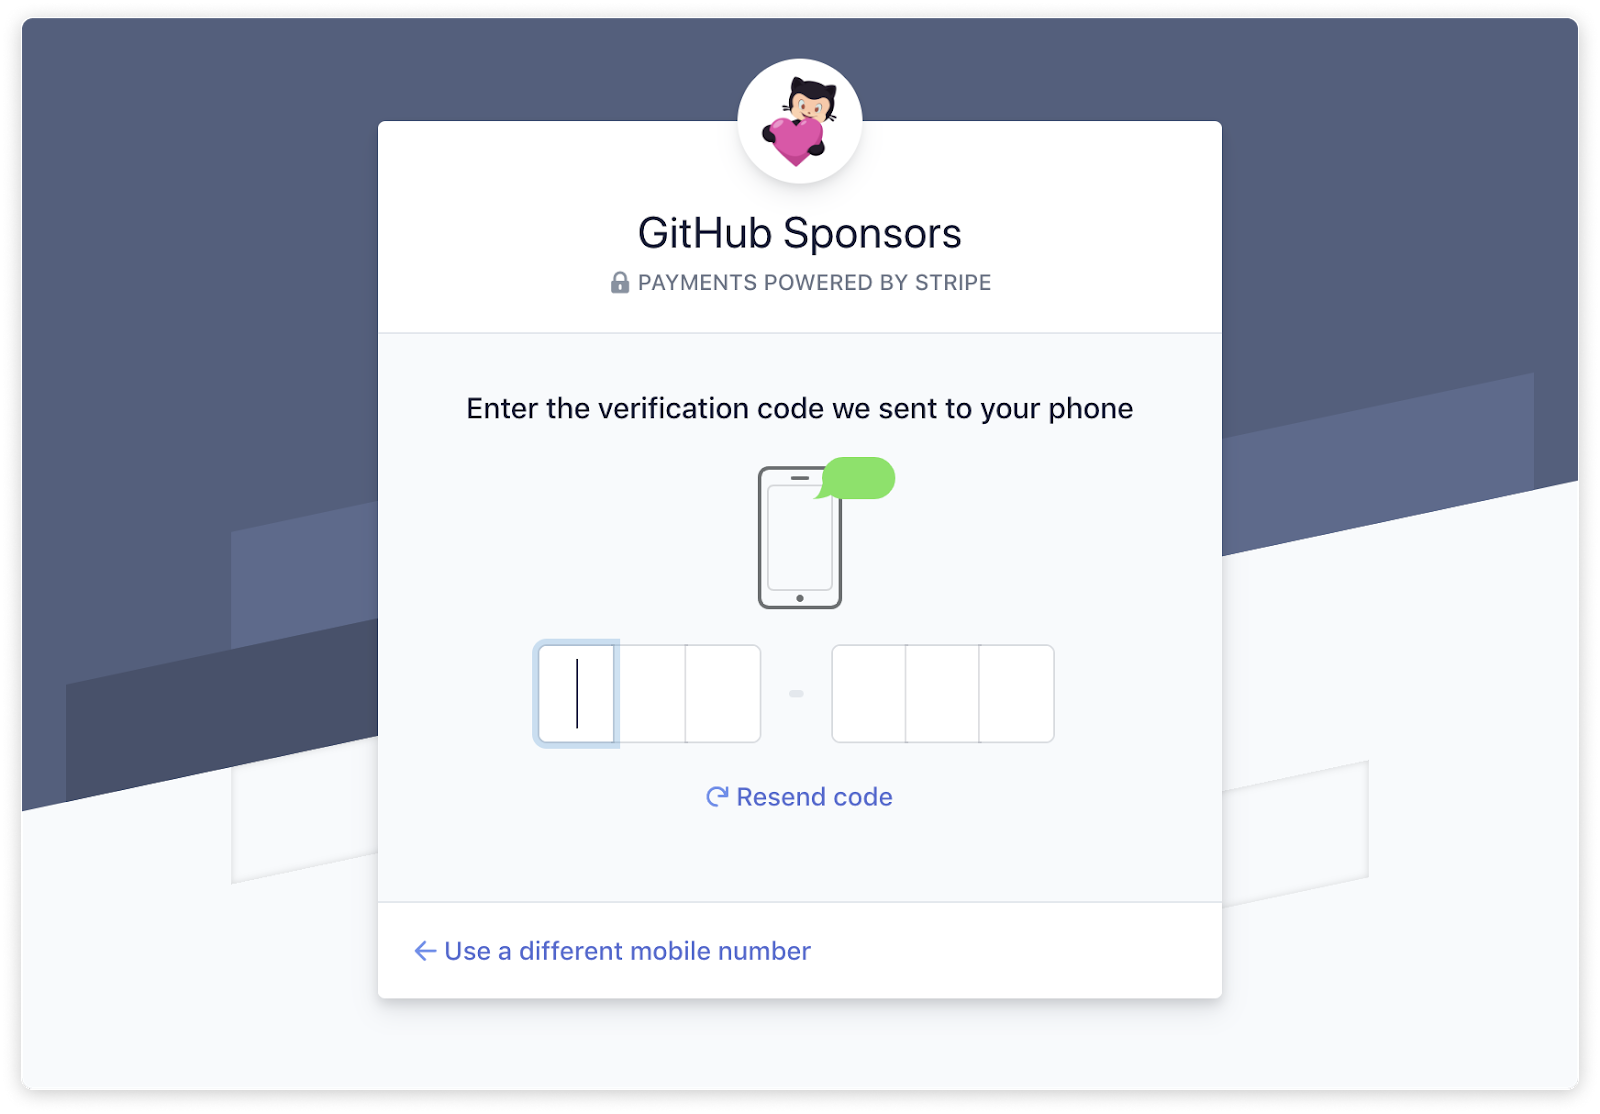 GitHub Sponsors
PAYMENTS POWERED BY STRIPE
Enter the verification code we sent to your phone
Resend code
Use a different mobile number